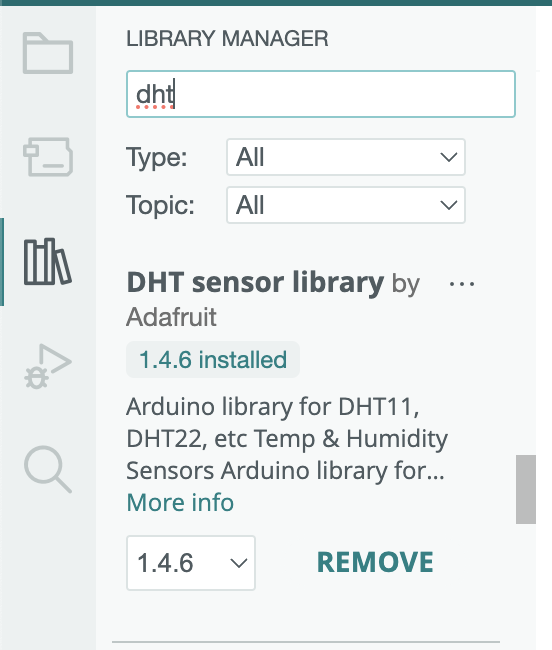 LIBRARY MANAGER
dht
Type: All
Topic: All
DHT sensor library by ...
Adafruit
1.4.6 installed
Arduino library for DHT11,
DHT22, etc Temp & Humidity
Sensors Arduino library for...
More info
1.4.6 REMOVE